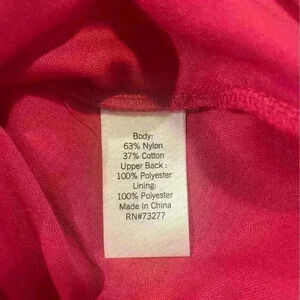 Body:
63% Nylon
37% Cotton
Upper Back :
100% Polyester
Lining:
100% Polyester
Made In China
RN#73277